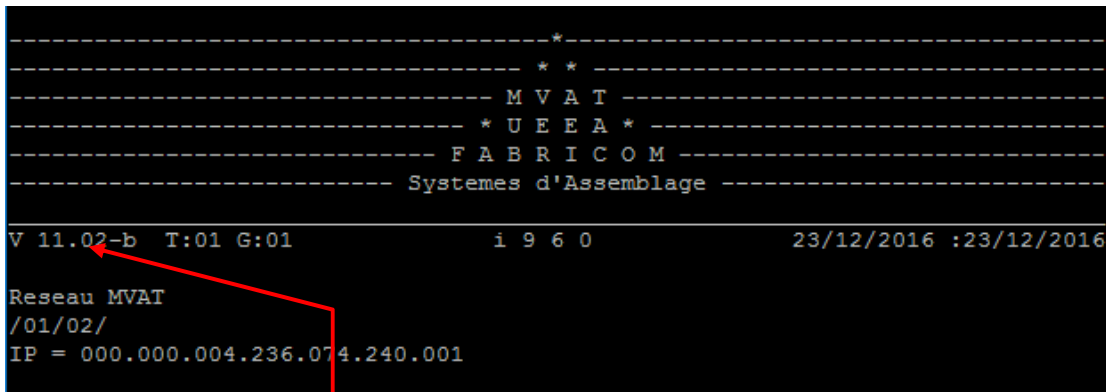 --------------------------------------*--------------------------------------
------------------------------------ * * ------------------------------------
---------------------------------- M V A T ----------------------------------
-------------------------------- * U E E A * --------------------------------
------------------------------ F A B R I C O M ------------------------------
--------------------------- Systemes d'Assemblage ---------------------------
V 11.02-b T:01 G:01 i 9 6 0 23/12/2016 :23/12/2016
Reseau MVAT
/01/02/
IP = 000.000.004.236.074.240.001